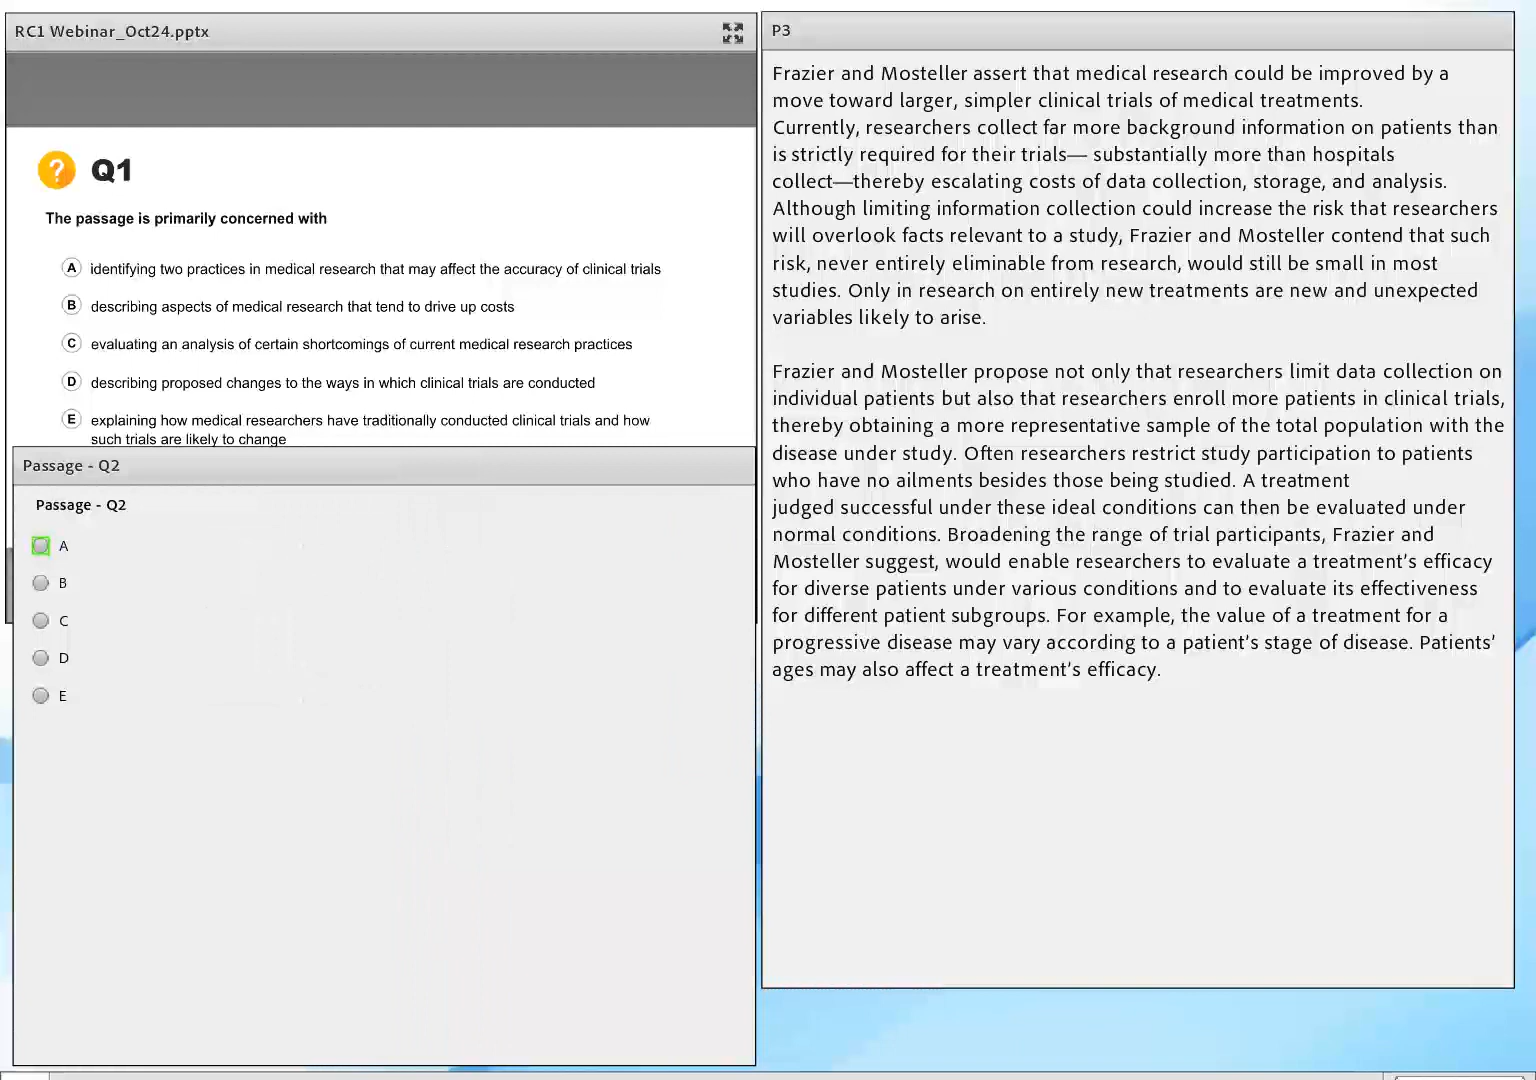 RC1 Webinar_Oct24.pptx
? Q1
The passage is primarily concerned with
A identifying two practices in medical research that may affect the accuracy of clinical trials
B describing aspects of medical research that tend to drive up costs
C evaluating an analysis of certain shortcomings of current medical research practices
D describing proposed changes to the ways in which clinical trials are conducted
E explaining how medical researchers have traditionally conducted clinical trials and how
such trials are likely to change
Passage - Q2
Passage - Q2
A
B
C
D
E
P3
Frazier and Mosteller assert that medical research could be improved by a
move toward larger, simpler clinical trials of medical treatments.
Currently, researchers collect far more background information on patients than
is strictly required for their trials— substantially more than hospitals
collect—thereby escalating costs of data collection, storage, and analysis.
Although limiting information collection could increase the risk that researchers
will overlook facts relevant to a study, Frazier and Mosteller contend that such
risk, never entirely eliminable from research, would still be small in most
studies. Only in research on entirely new treatments are new and unexpected
variables likely to arise.
Frazier and Mosteller propose not only that researchers limit data collection on
individual patients but also that researchers enroll more patients in clinical trials,
thereby obtaining a more representative sample of the total population with the
disease under study. Often researchers restrict study participation to patients
who have no ailments besides those being studied. A treatment
judged successful under these ideal conditions can then be evaluated under
normal conditions. Broadening the range of trial participants, Frazier and
Mosteller suggest, would enable researchers to evaluate a treatment’s efficacy
for diverse patients under various conditions and to evaluate its effectiveness
for different patient subgroups. For example, the value of a treatment for a
progressive disease may vary according to a patient’s stage of disease. Patients’
ages may also affect a treatment’s efficacy.